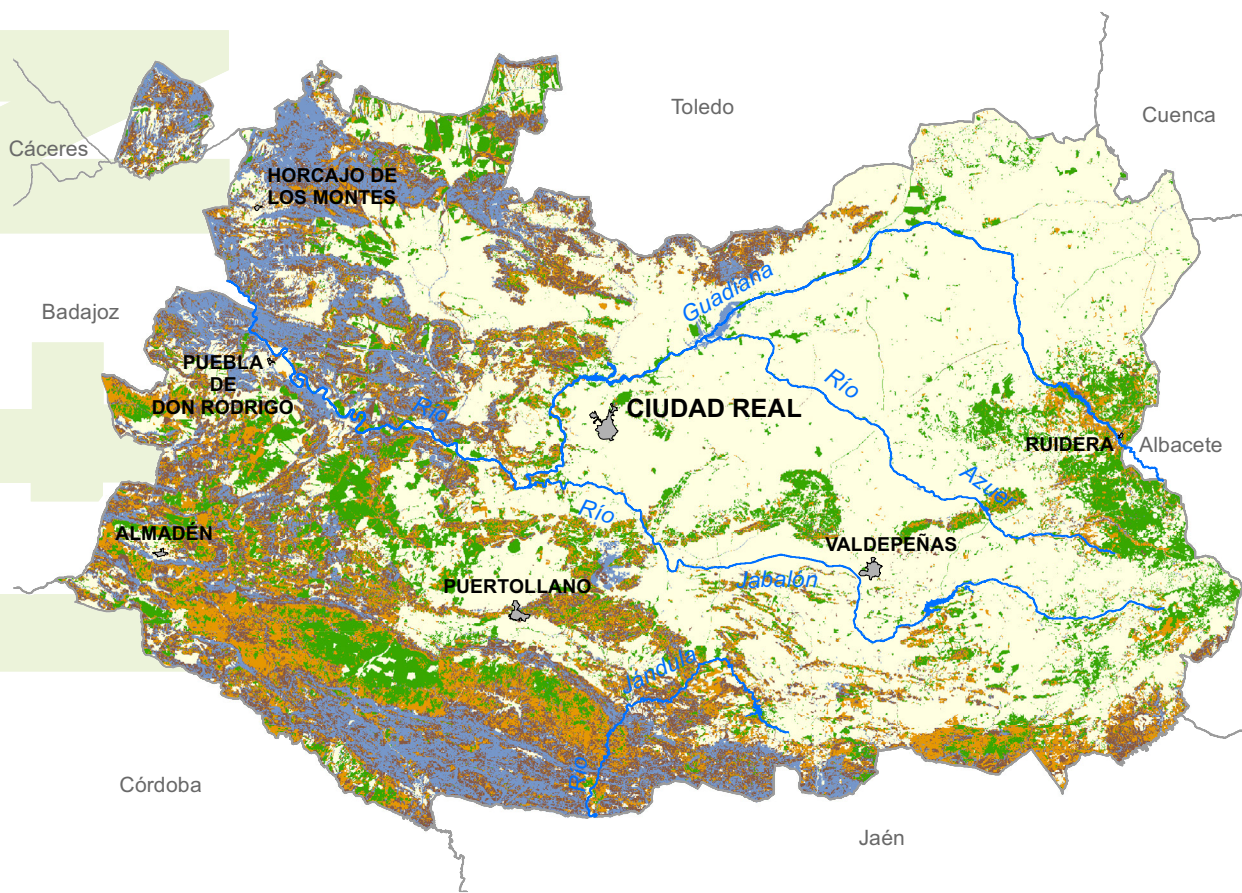 Toledo
Cuenca
Cáceres
HORCAJO DE
LOS MONTES
Guadiana
Badajoz
PUEBLA
DE
DON RODRIGO
Río
Río
CIUDAD REAL
RUIDERA
Albacete
Azuer
Río
ALMADÉN
VALDEPEÑAS
PUERTOLLANO
Jabalón
Jándula
Río
Córdoba
Jaén